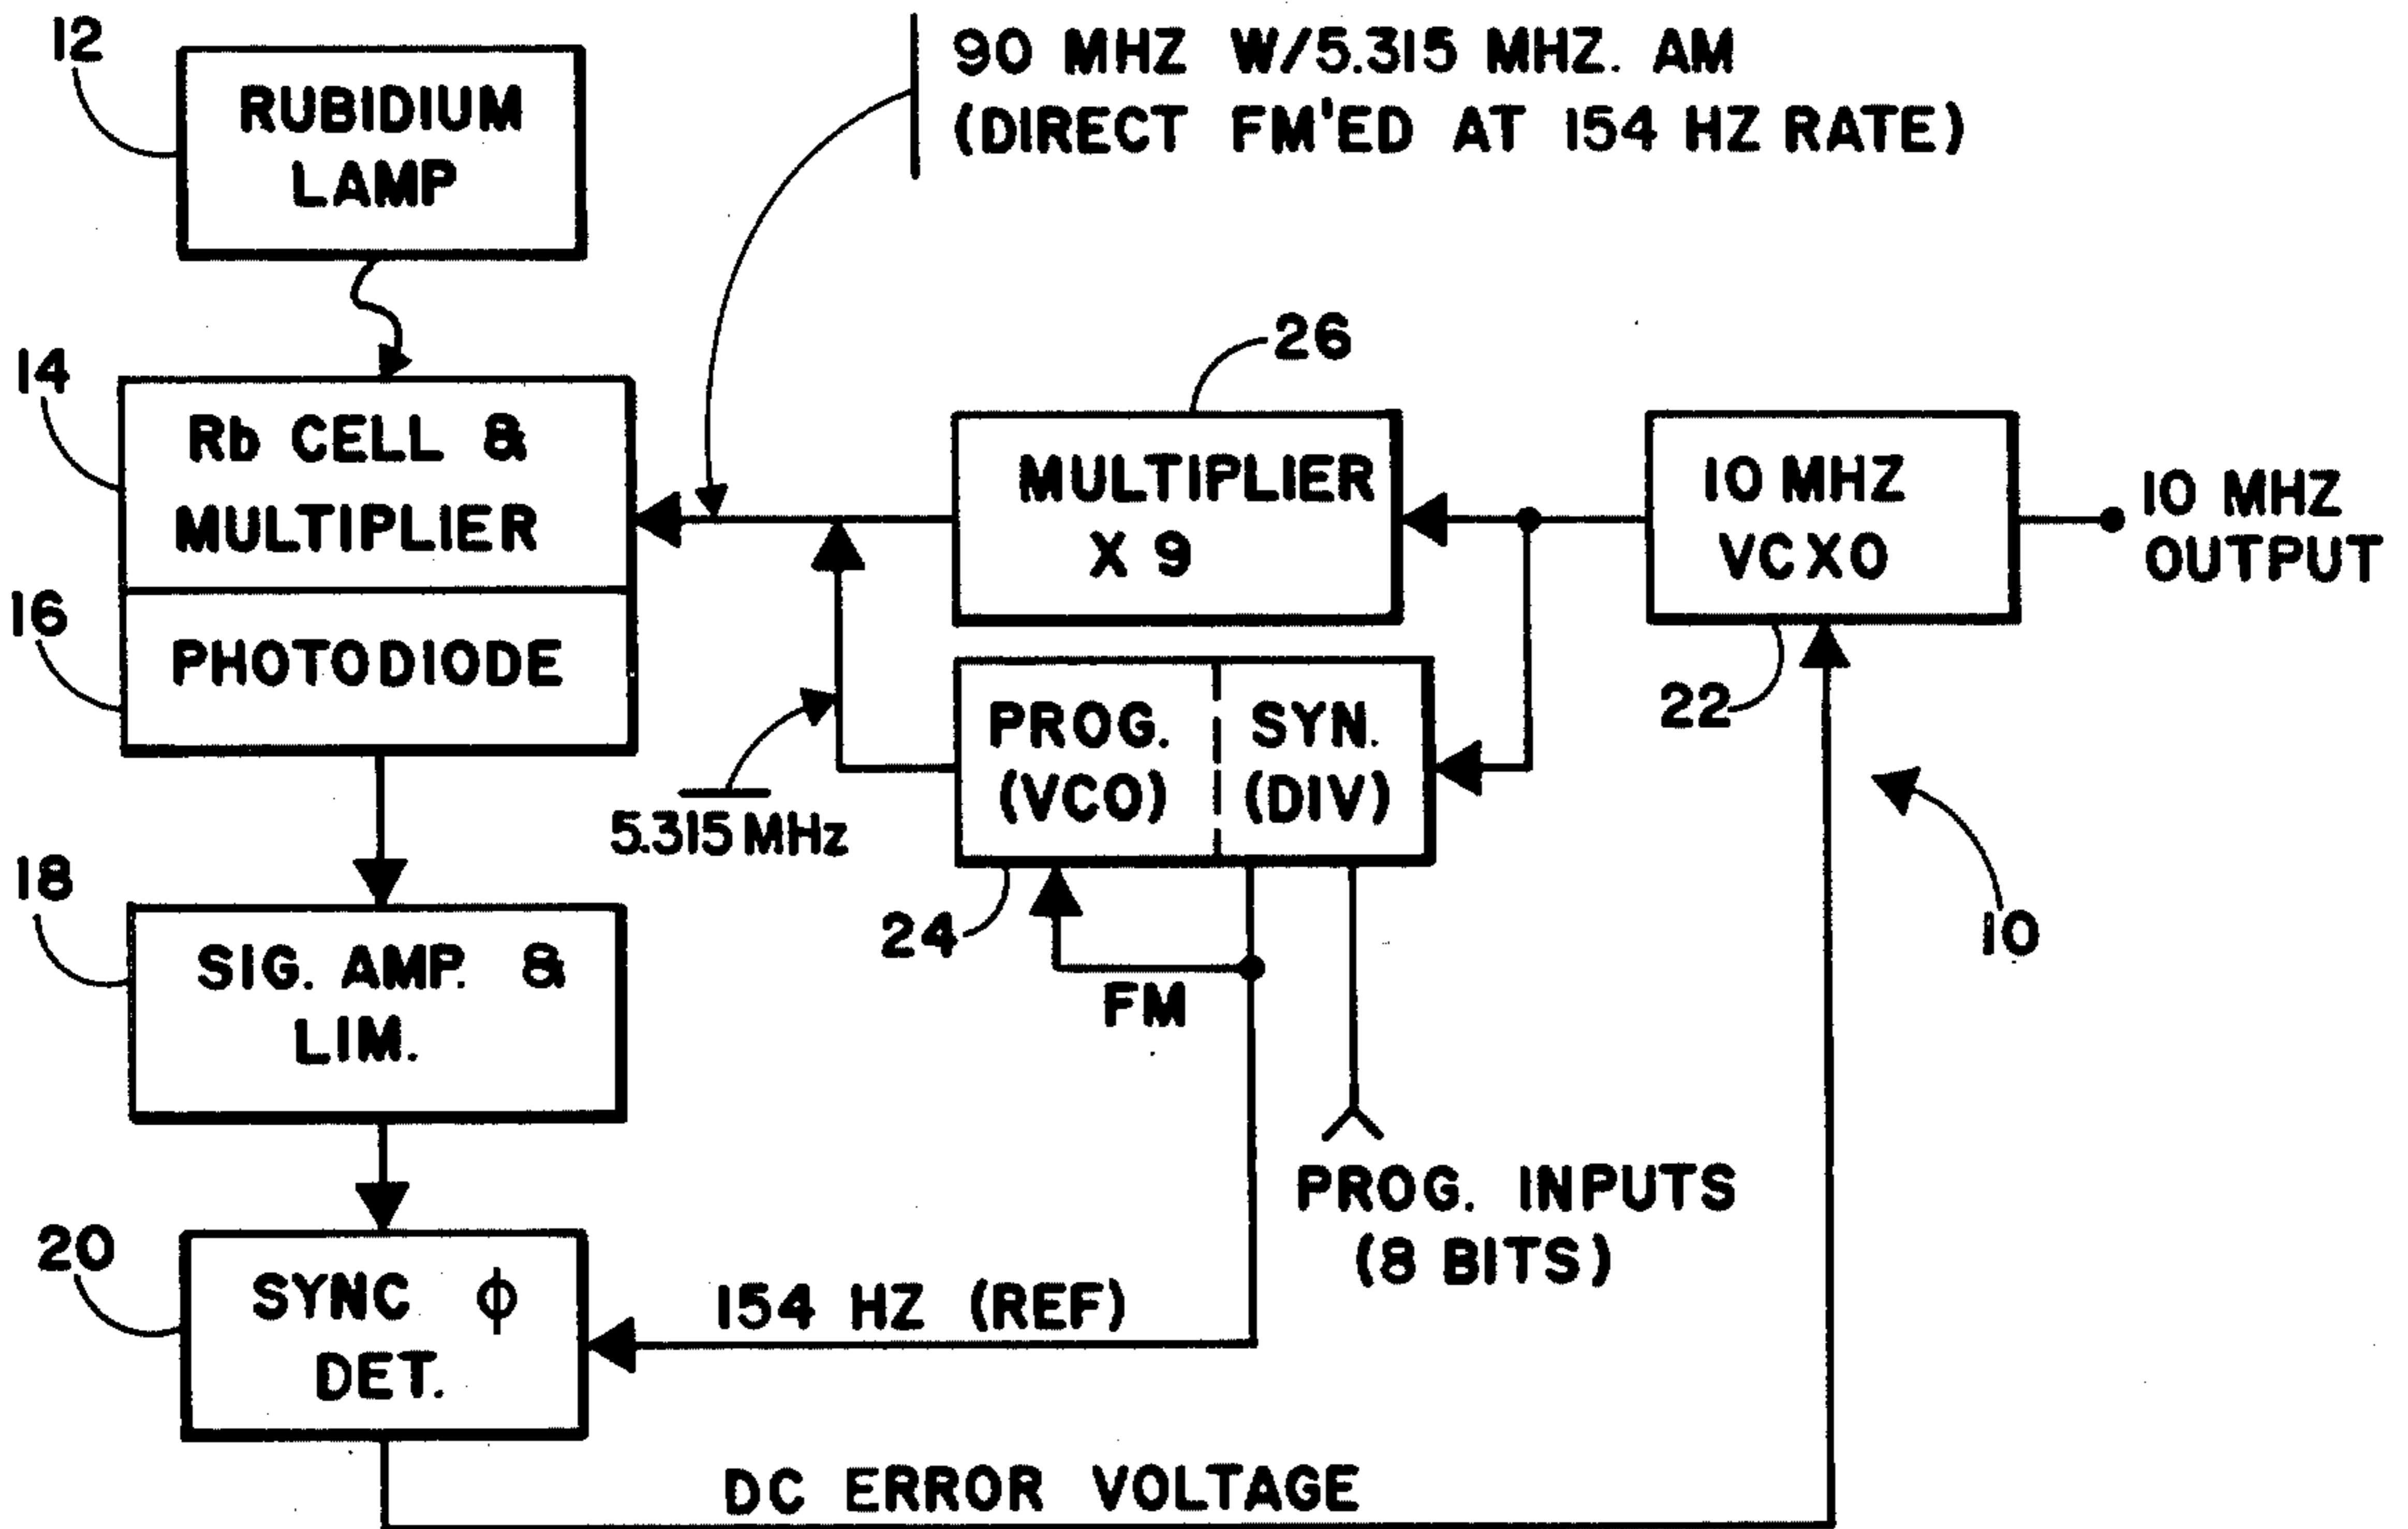 12
RUBIDIUM
LAMP
90 MHZ W/5.315 MHZ. AM
(DIRECT FM'ED AT 154 HZ RATE)
14
Rb CELL &
MULTIPLIER
16
PHOTODIODE
26
MULTIPLIER
X 9
10 MHZ
VCXO
22
10 MHZ
OUTPUT
PROG.
(VCO)
SYN.
(DIV)
24
5.315 MHz
FM
10
18
SIG. AMP. &
LIM.
PROG. INPUTS
(8 BITS)
20
SYNC ϕ
DET.
154 HZ (REF)
DC ERROR VOLTAGE